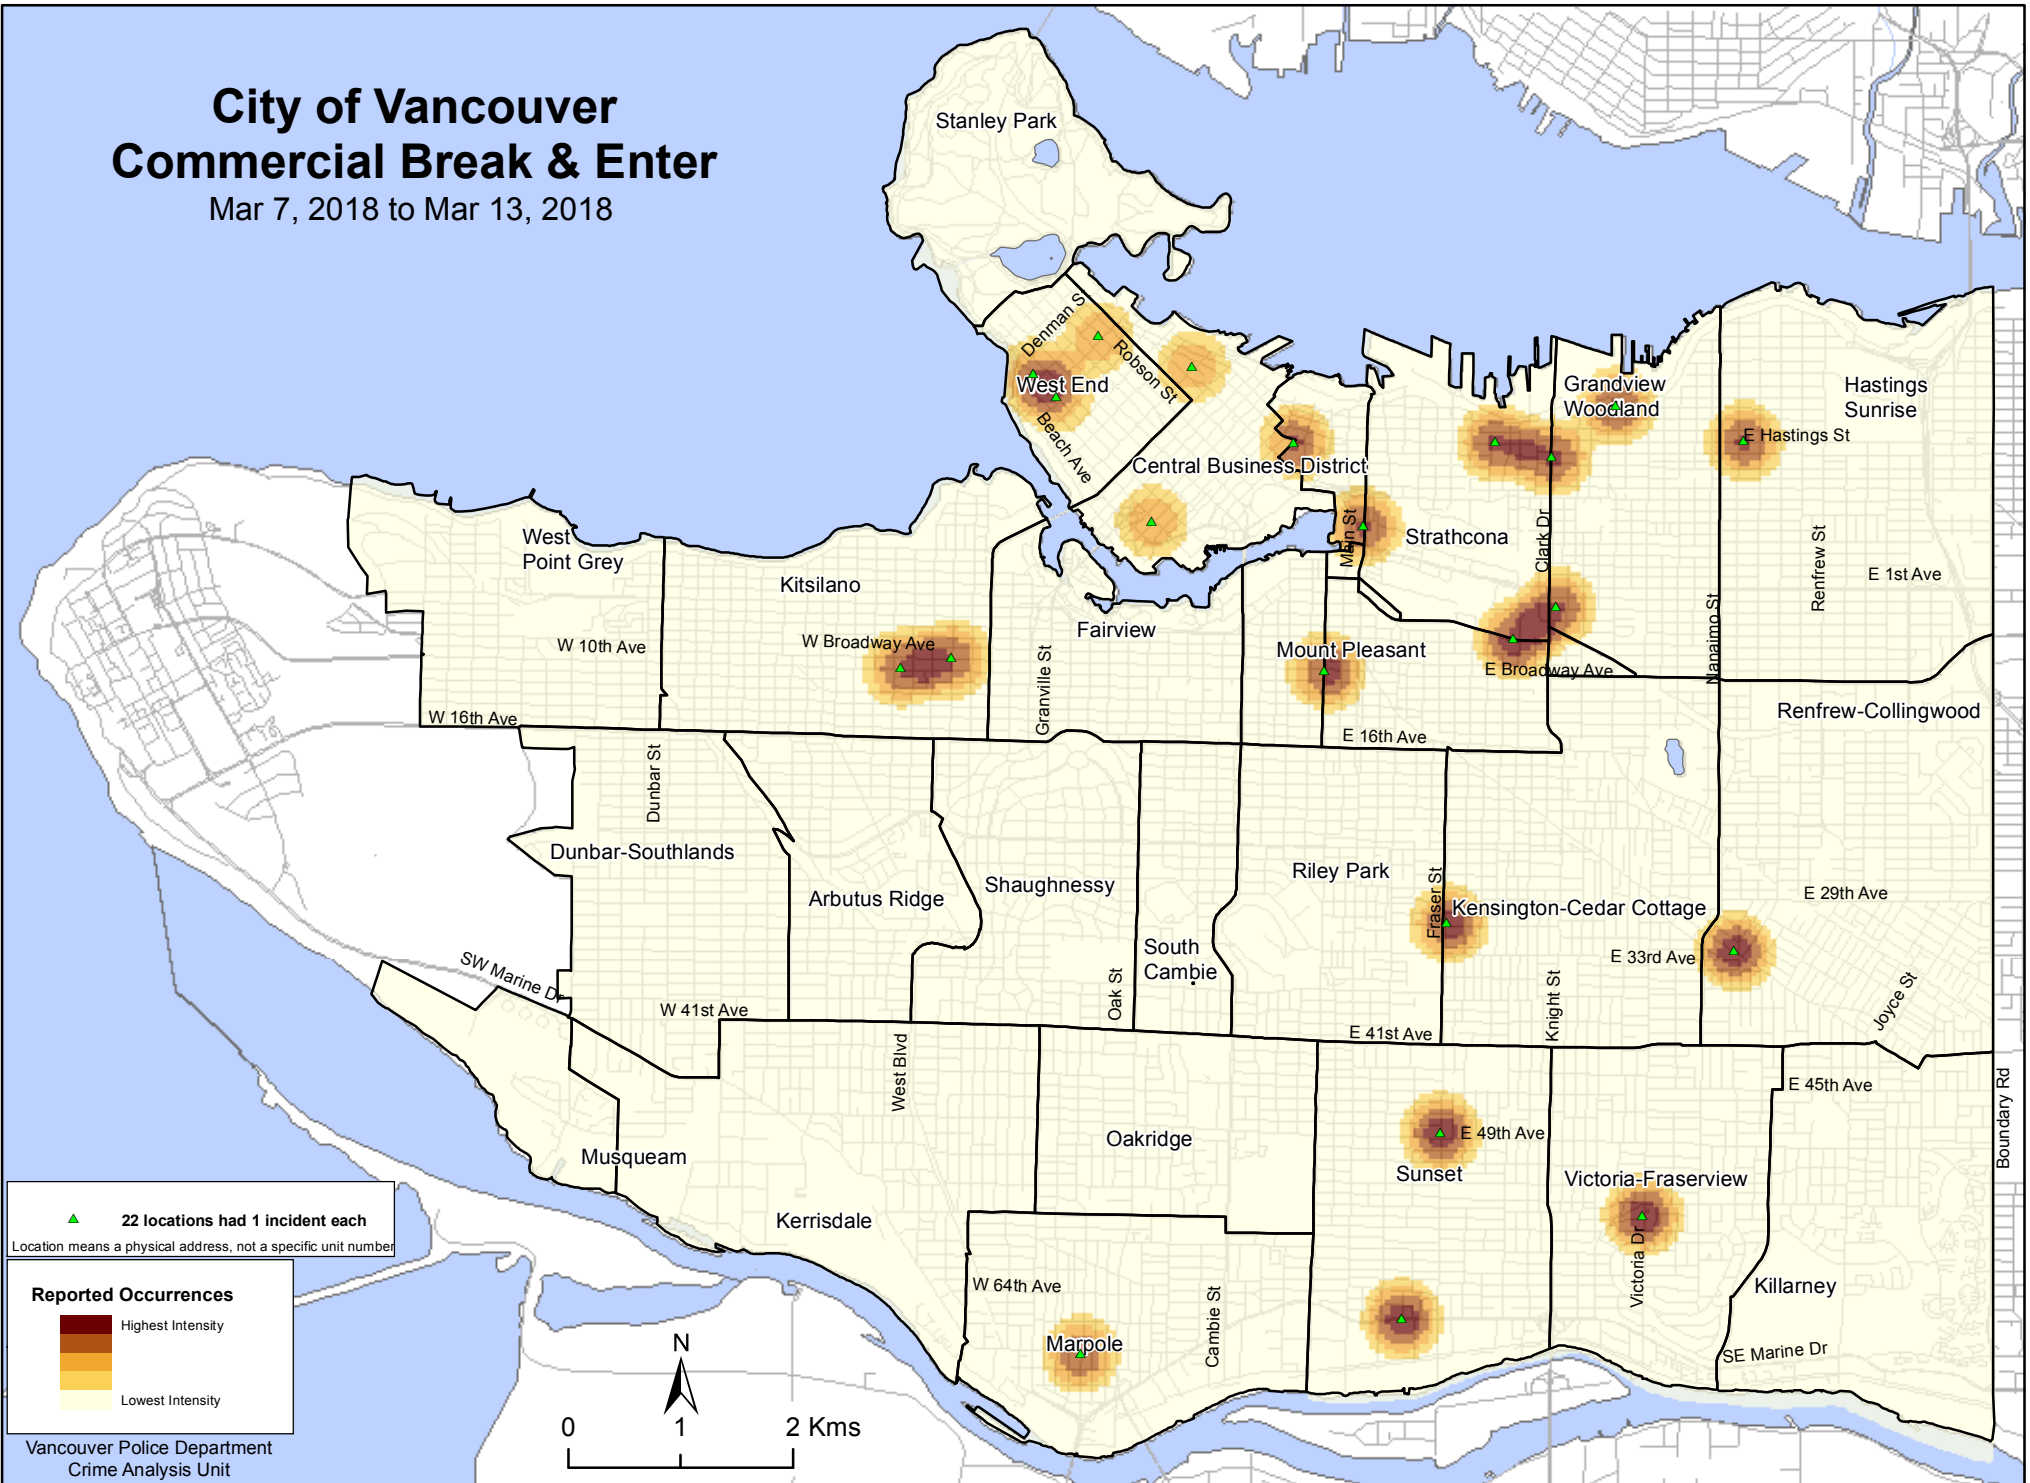 City of Vancouver
Commercial Break & Enter
Mar 7, 2018 to Mar 13, 2018
Stanley Park
Denman S
Robson St
West End
Beach Ave
Central Business District
Grandview
Woodland
Hastings
Sunrise
E Hastings St
Main St
Strathcona
Clark Dr
Nanaimo St
Renfrew St
E 1st Ave
West
Point Grey
Kitsilano
W 10th Ave
W Broadway Ave
Fairview
Granville St
Mount Pleasant
E Broadway Ave
W 16th Ave
E 16th Ave
Renfrew-Collingwood
Dunbar St
Dunbar-Southlands
Arbutus Ridge
Shaughnessy
South
Cambie
Oak St
Riley Park
Fraser St
Kensington-Cedar Cottage
E 29th Ave
E 33rd Ave
Knight St
Joyce St
SW Marine Dr
W 41st Ave
E 41st Ave
West Blvd
E 45th Ave
Boundary Rd
Musqueam
Oakridge
E 49th Ave
Sunset
Victoria-Fraserview
Victoria Dr
Kerrisdale
W 64th Ave
Cambie St
Marpole
Killarney
SE Marine Dr
22 locations had 1 incident each
Location means a physical address, not a specific unit number
Reported Occurrences
Highest Intensity
Lowest Intensity
Vancouver Police Department
Crime Analysis Unit
N
0 1 2 Kms